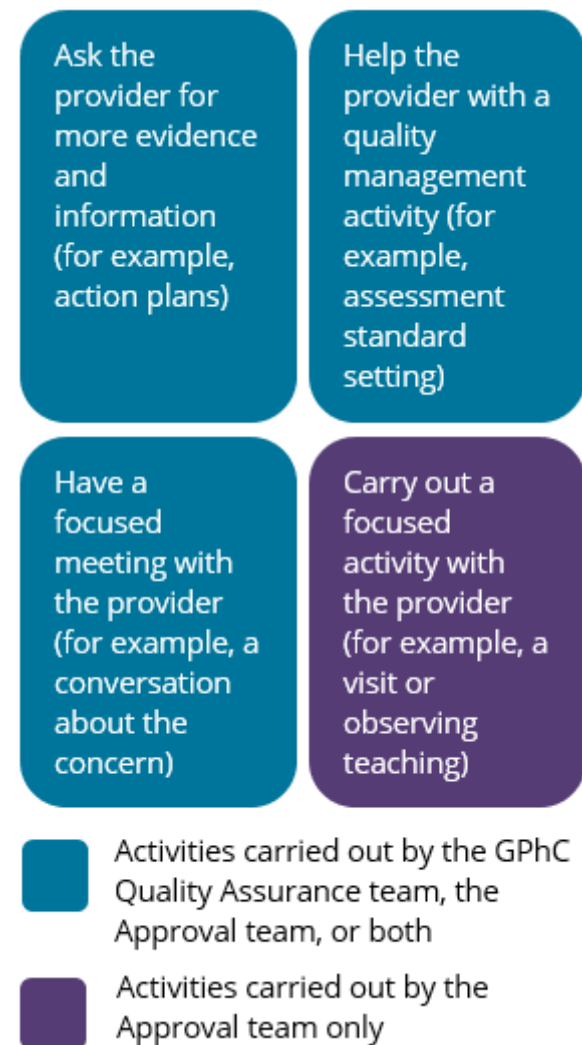 Ask the
provider for
more evidence
and
information
(for example,
action plans)
Help the
provider with a
quality
management
activity (for
example,
assessment
standard
setting)
Have a
focused
meeting with
the provider
(for example, a
conversation
about the
concern)
Carry out a
focused
activity with
the provider
(for example, a
visit or
observing
teaching)
Activities carried out by the GPhC
Quality Assurance team, the
Approval team, or both
Activities carried out by the
Approval team only